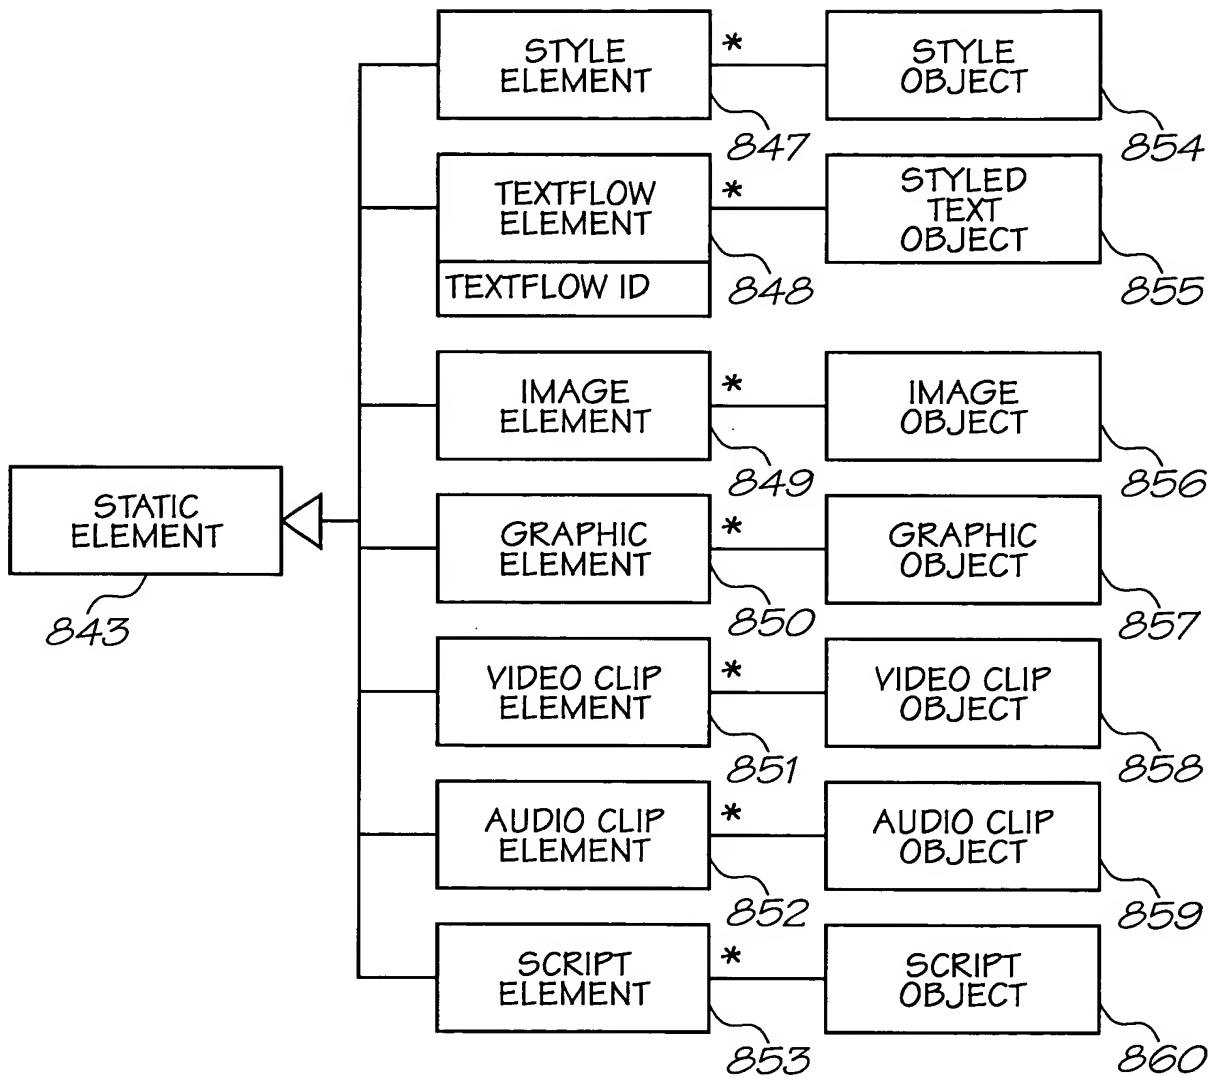 STYLE
ELEMENT
*
STYLE
OBJECT
847
854
TEXTFLOW
ELEMENT
*
STYLED
TEXT
OBJECT
TEXTFLOW ID
848
855
IMAGE
ELEMENT
*
IMAGE
OBJECT
849
856
STATIC
ELEMENT
843
GRAPHIC
ELEMENT
*
GRAPHIC
OBJECT
850
857
VIDEO CLIP
ELEMENT
*
VIDEO CLIP
OBJECT
851
858
AUDIO CLIP
ELEMENT
*
AUDIO CLIP
OBJECT
852
859
SCRIPT
ELEMENT
*
SCRIPT
OBJECT
853
860